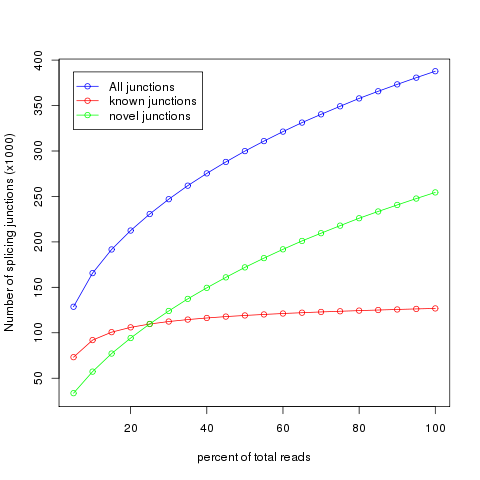 All junctions
known junctions
novel junctions
Number of splicing junctions (x1000)
400
350
300
250
200
150
100
50
20 40 60 80 100
percent of total reads